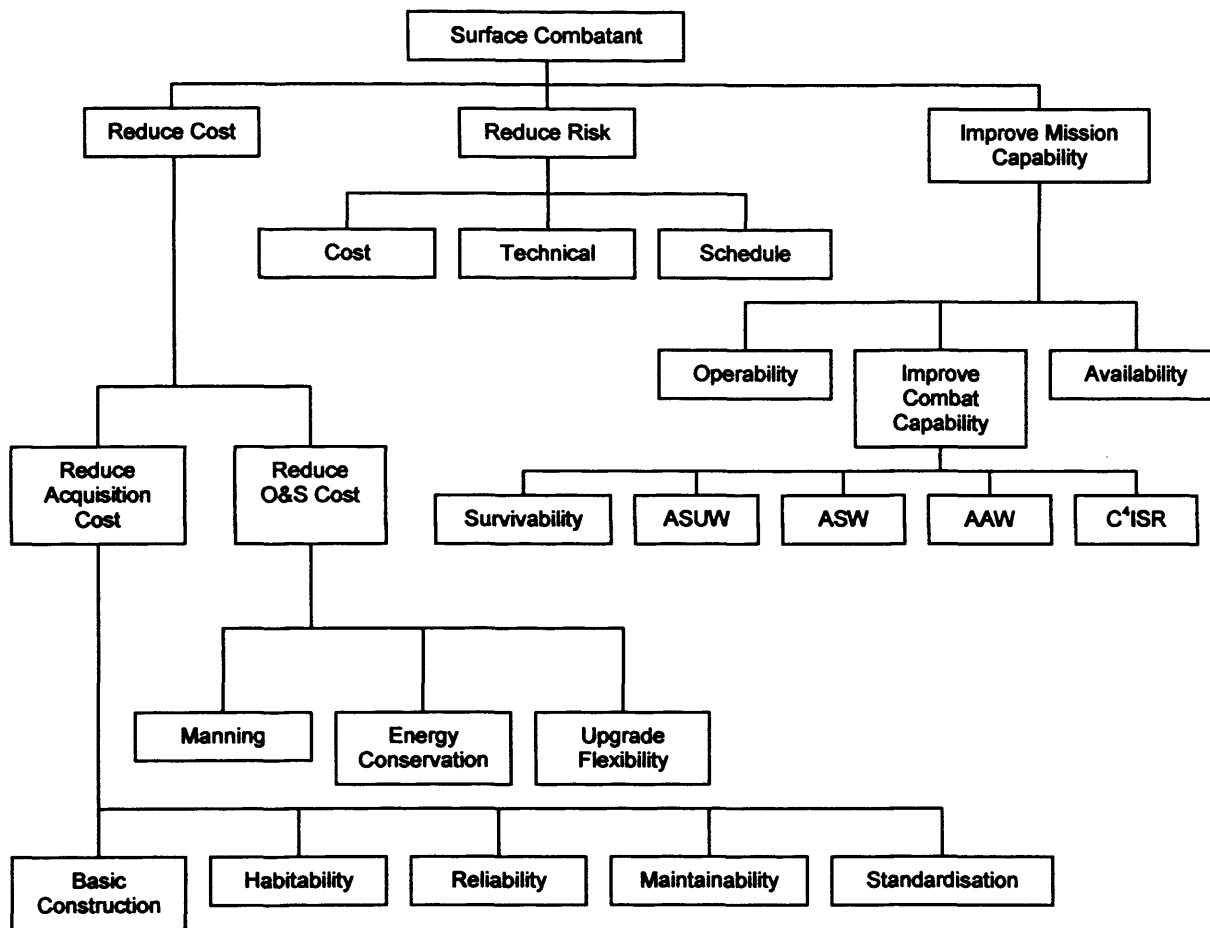 Surface Combatant
Reduce Cost
Reduce Risk
Improve Mission
Capability
Cost
Technical
Schedule
Operability
Improve
Combat
Capability
Availability
Reduce
Acquisition
Cost
Reduce
O&S Cost
Survivability
ASUW
ASW
AAW
C⁴ISR
Manning
Energy
Conservation
Upgrade
Flexibility
Basic
Construction
Habitability
Reliability
Maintainability
Standardisation